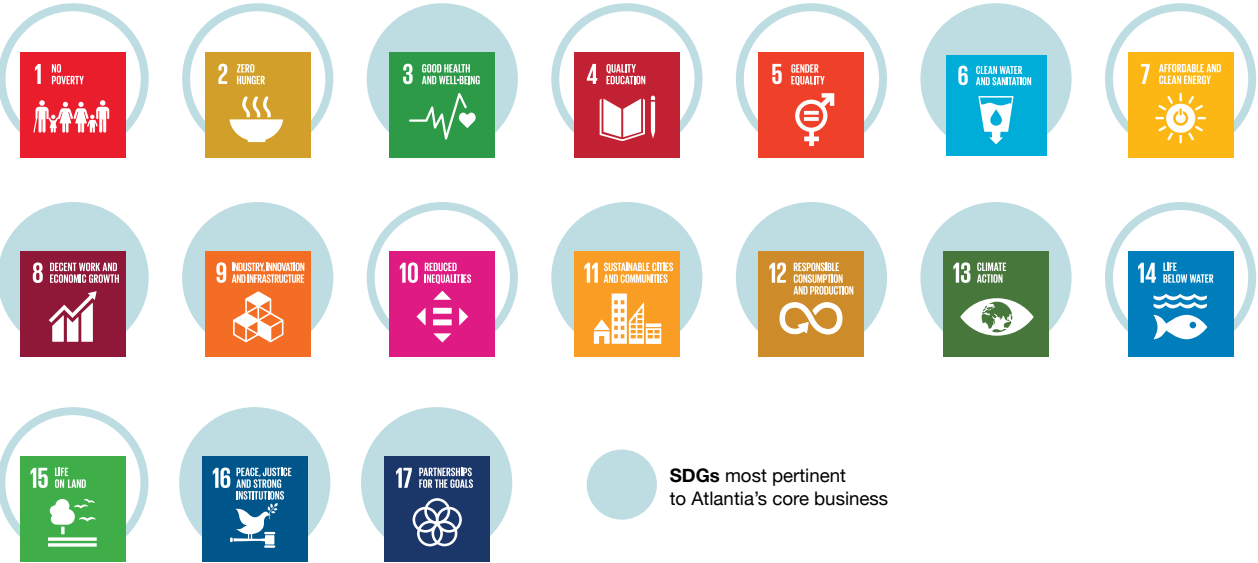 1 NO
POVERTY
2 ZERO
HUNGER
3 GOOD HEALTH
AND WELL-BEING
4 QUALITY
EDUCATION
5 GENDER
EQUALITY
6 CLEAN WATER
AND SANITATION
7 AFFORDABLE AND
CLEAN ENERGY
8 DECENT WORK AND
ECONOMIC GROWTH
9 INDUSTRY, INNOVATION
AND INFRASTRUCTURE
10 REDUCED
INEQUALITIES
11 SUSTAINABLE CITIES
AND COMMUNITIES
12 RESPONSIBLE
CONSUMPTION
AND PRODUCTION
13 CLIMATE
ACTION
14 LIFE
BELOW WATER
15 LIFE
ON LAND
16 PEACE, JUSTICE
AND STRONG
INSTITUTIONS
17 PARTNERSHIPS
FOR THE GOALS
SDGs most pertinent
to Atlantia's core business